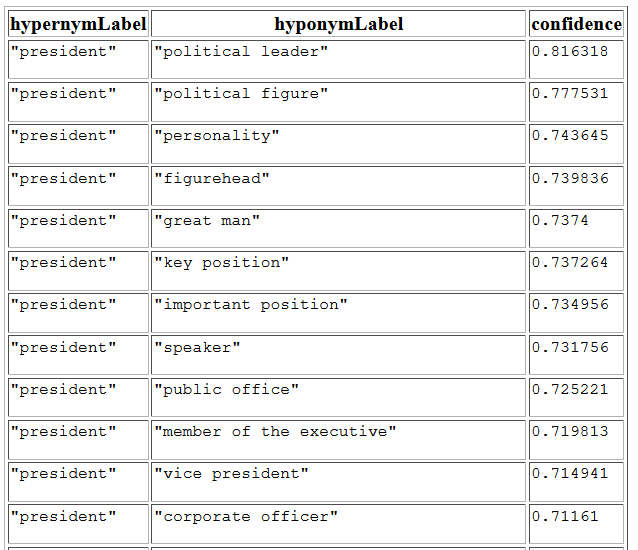 hypernymLabel hyponymLabel confidence
"president" "political leader" 0.816318
"president" "political figure" 0.777531
"president" "personality" 0.743645
"president" "figurehead" 0.739836
"president" "great man" 0.7374
"president" "key position" 0.737264
"president" "important position" 0.734956
"president" "speaker" 0.731756
"president" "public office" 0.725221
"president" "member of the executive" 0.719813
"president" "vice president" 0.714941
"president" "corporate officer" 0.71161